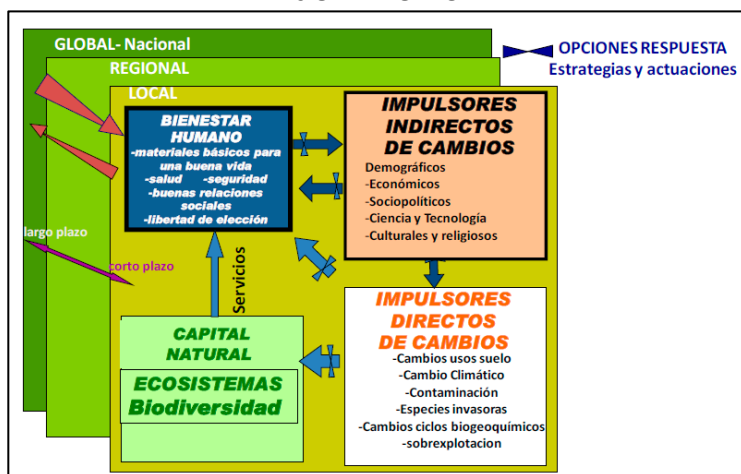 GLOBAL- Nacional
OPCIONES RESPUESTA
Estrategias y actuaciones
REGIONAL
LOCAL
BIENESTAR
HUMANO
-materiales básicos para
una buena vida
-salud -seguridad
-buenas relaciones
sociales
-libertad de elección
IMPULSORES
INDIRECTOS
DE CAMBIOS
Demográficos
-Económicos
-Sociopolíticos
-Ciencia y Tecnología
-Culturales y religiosos
largo plazo
corto plazo
Servicios
CAPITAL
NATURAL
ECOSISTEMAS
Biodiversidad
IMPULSORES
DIRECTOS
DE CAMBIOS
-Cambios usos suelo
-Cambio Climático
-Contaminación
-Especies invasoras
-Cambios ciclos biogeoquímicos
-sobrexplotacion